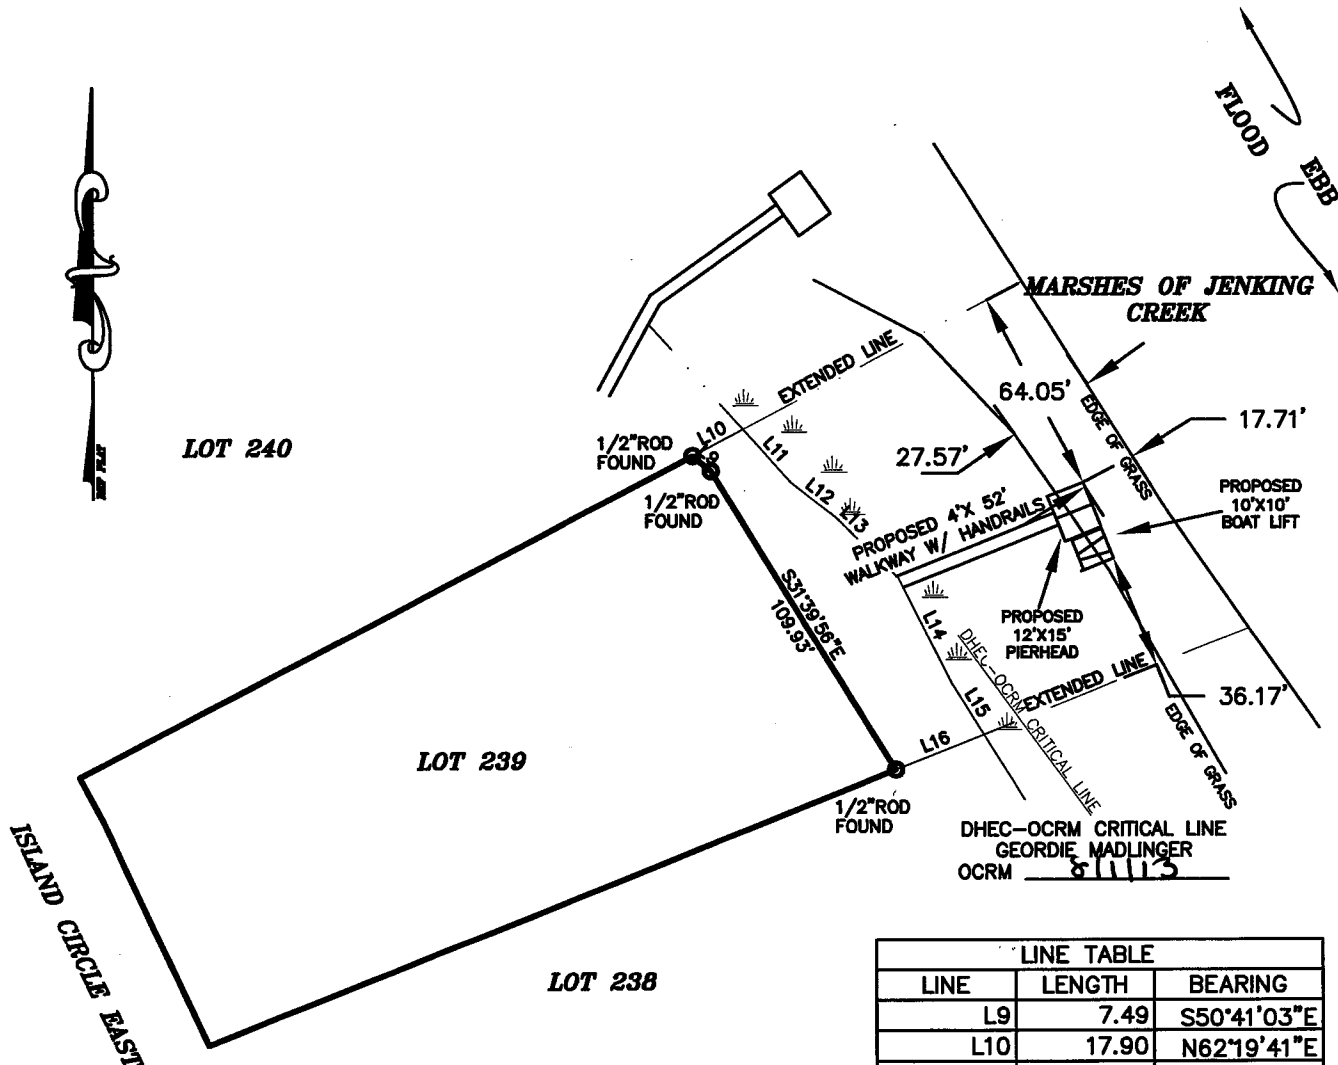 FLOOD
EBB
MARSHES OF JENKING
CREEK
EXTENDED LINE
64.05'
17.71'
EDGE OF GRASS
27.57'
LOT 240
1/2"ROD
FOUND
L10
L9
L11
L12
L13
1/2"ROD
FOUND
PROPOSED 4'X 52'
WALKWAY W/ HANDRAILS
PROPOSED
10'X10'
BOAT LIFT
S31°39'56"E
109.93'
L14
PROPOSED
12'X15'
PIERHEAD
DHEC-OCRM CRITICAL LINE
EXTENDED LINE
36.17'
L15
L16
EDGE OF GRASS
LOT 239
1/2"ROD
FOUND
DHEC-OCRM CRITICAL LINE
GEORDIE MADLINGER
OCRM 8/1/13
ISLAND CIRCLE EAST
LOT 238
LINE TABLE
LINE LENGTH BEARING
L9 7.49 S50°41'03"E
L10 17.90 N62°19'41"E